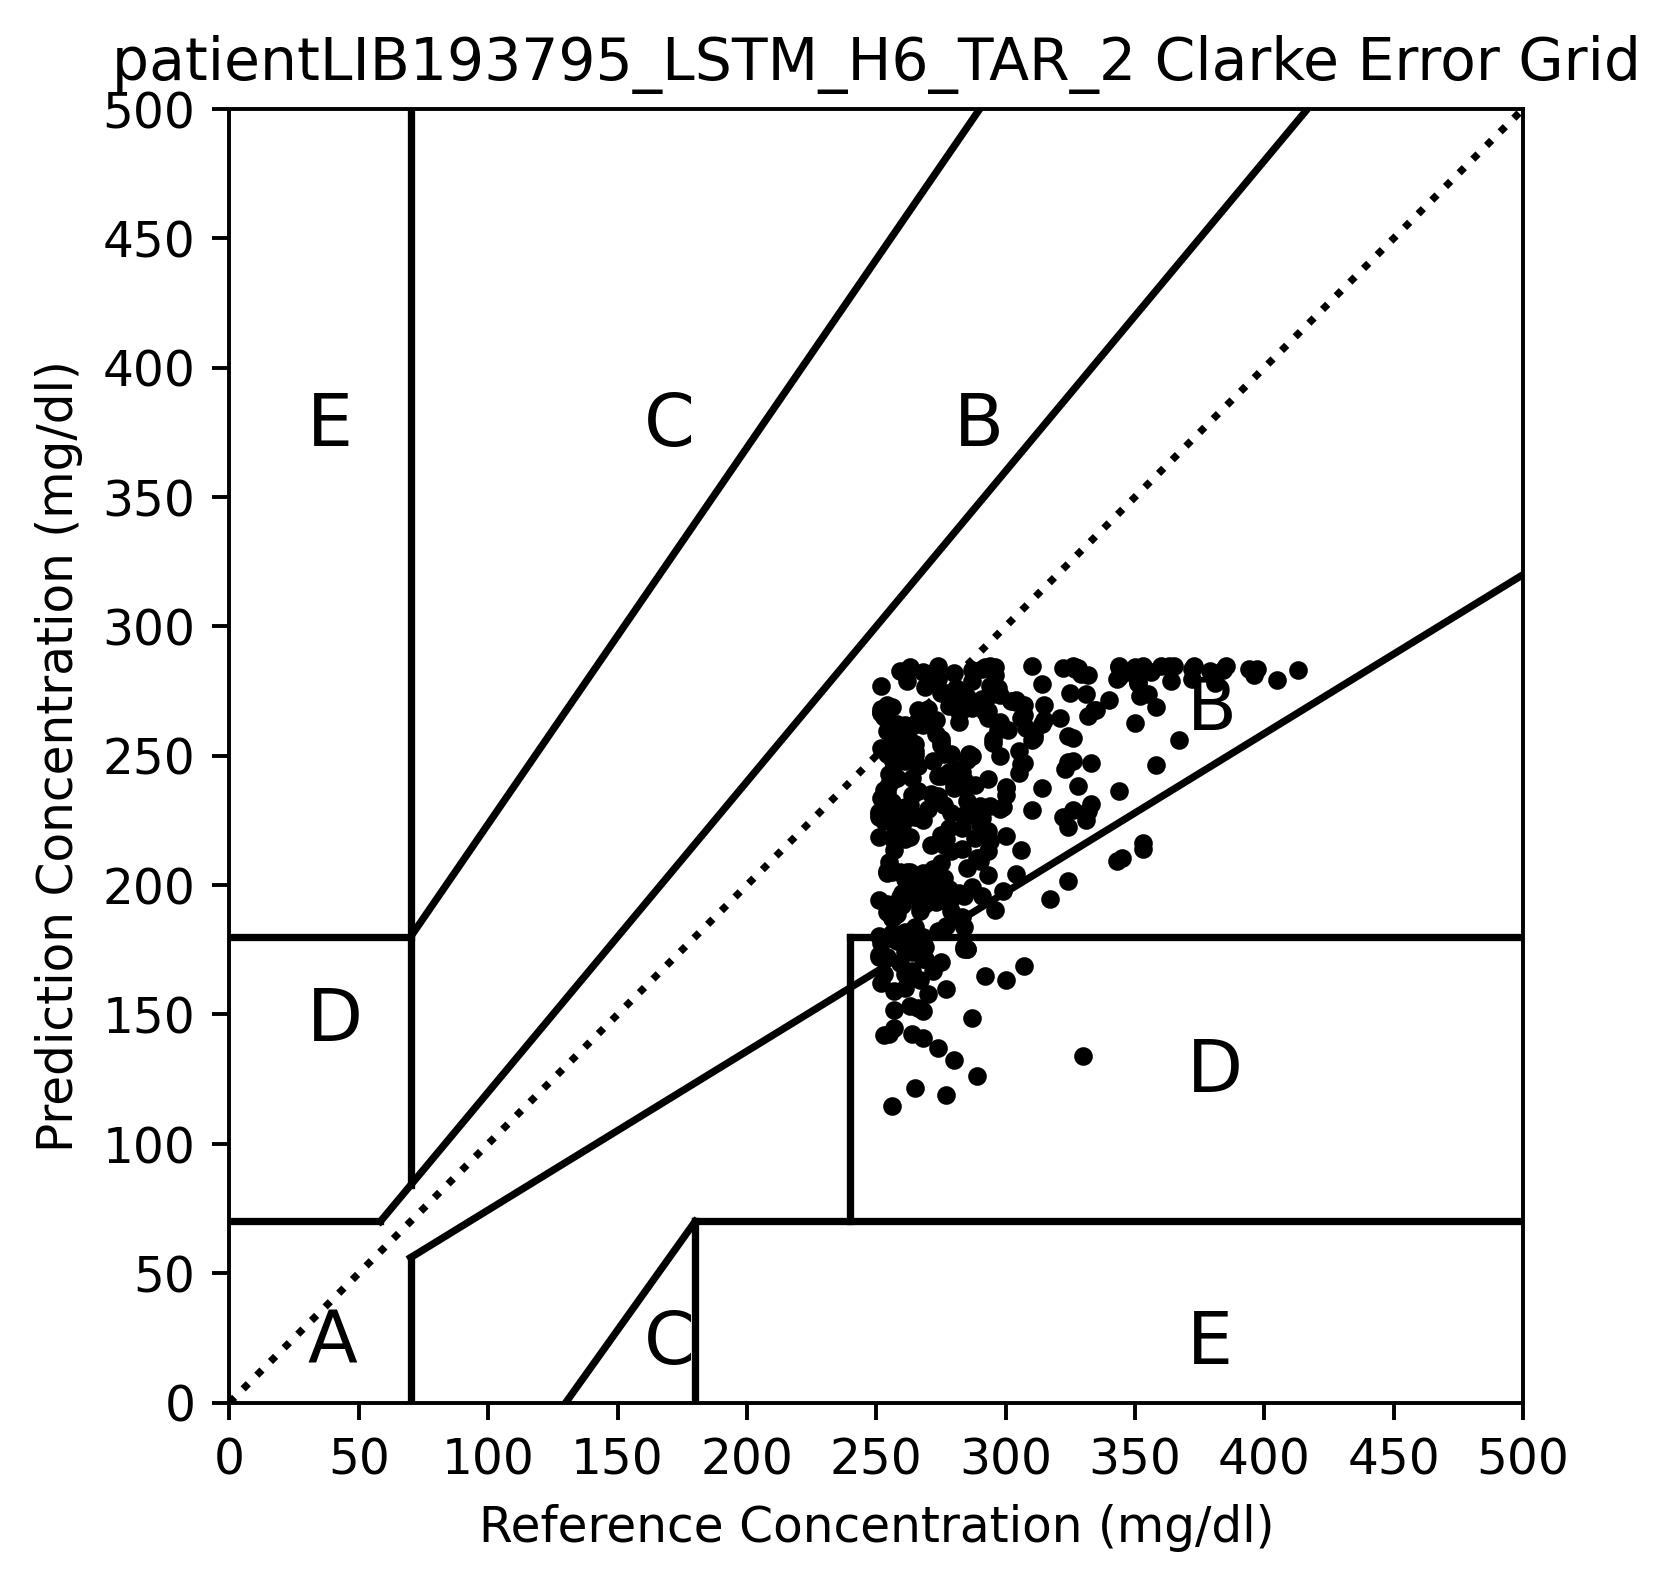 patientLIB193795_LSTM_H6_TAR_2 Clarke Error Grid
500
450
400
350
300
250
200
150
100
50
0
Prediction Concentration (mg/dl)
E
C
B
B
D
D
A
C
E
0 50 100 150 200 250 300 350 400 450 500
Reference Concentration (mg/dl)